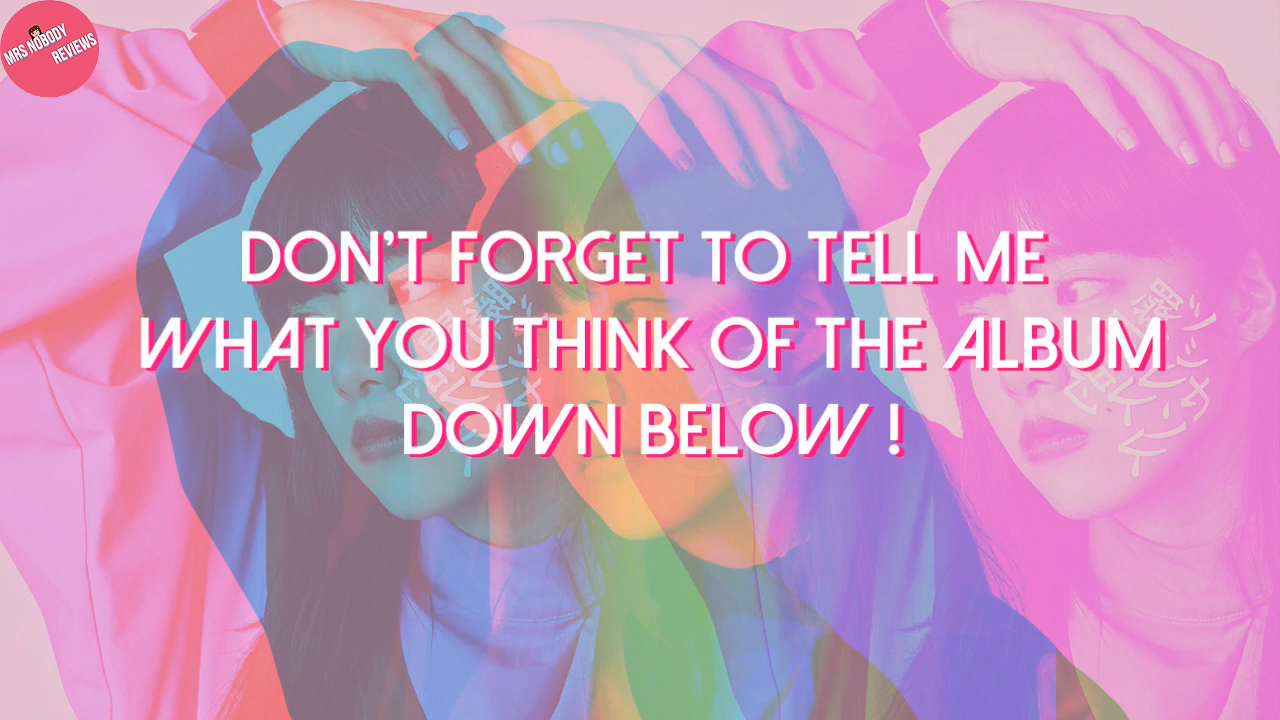 MRS NOBODY
REVIEWS
DON'T FORGET TO TELL ME
WHAT YOU THINK OF THE ALBUM
DOWN BELOW !